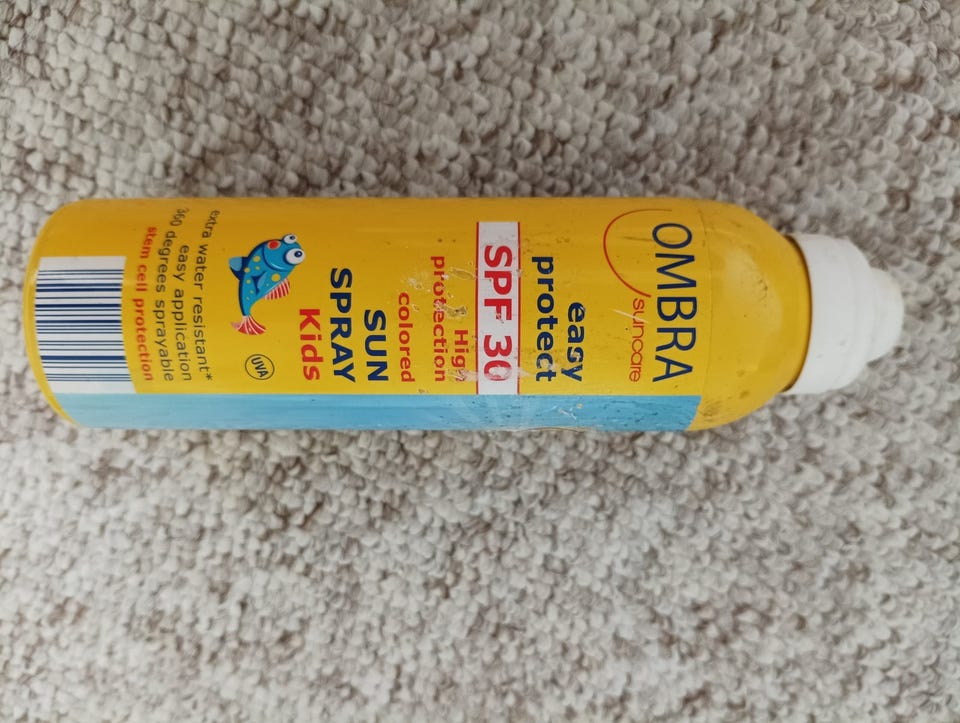 OMBRA
suncare
easy
protect
SPF 30
High
protection
colored
SUN
SPRAY
Kids
UVA
extra water resistant*
easy application
360 degrees sprayable
stem cell protection